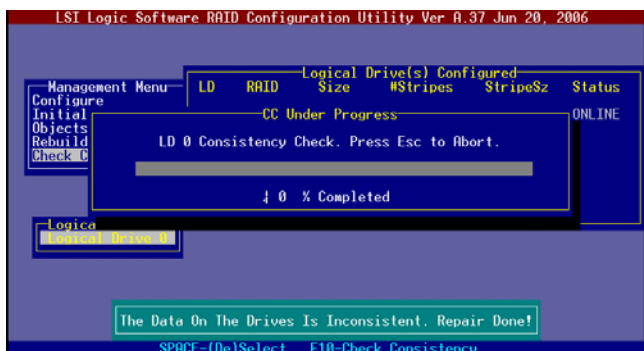 LSI Logic Software RAID Configuration Utility Ver A.37 Jun 20, 2006
Logical Drive(s) Configured
LD RAID Size #Stripes StripeSz Status
ONLINE
Management Menu
Configure
Initial
Objects
Rebuild
Check C
CC Under Progress
LD 0 Consistency Check. Press Esc to Abort.
0 % Completed
Logica
Logical Drive 0
The Data On The Drives Is Inconsistent. Repair Done!
SPACE-(De)Select F10-Check Consistency